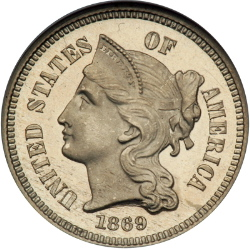 UNITED STATES OF AMERICA
1869